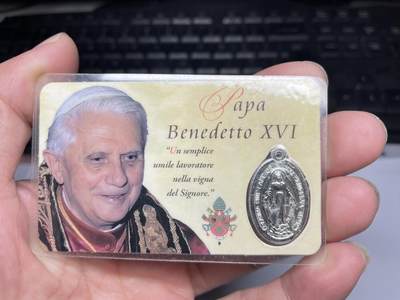 Papa
Benedetto XVI
"Un semplice
umile lavoratore
nella vigna
del Signore."